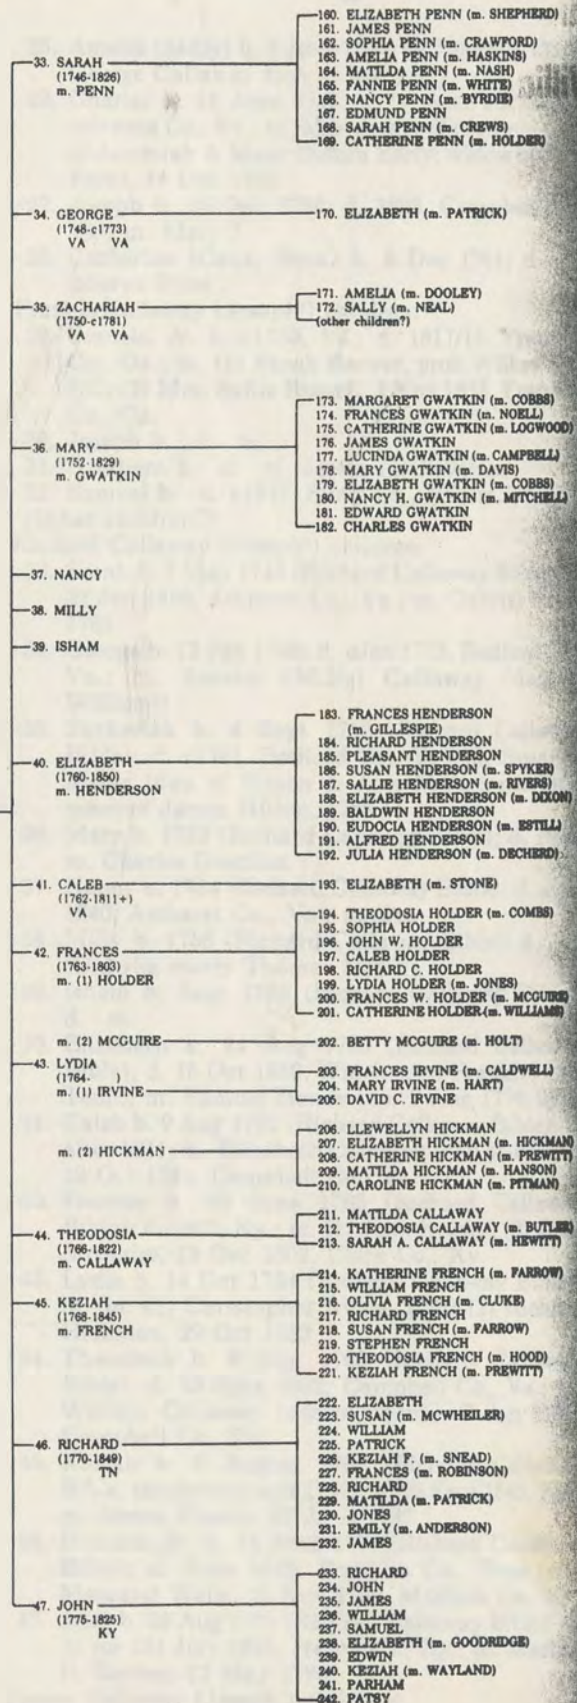 160. ELIZABETH PENN (m. SHEPHERD)
161. JAMES PENN
162. SOPHIA PENN (m. CRAWFORD)
163. AMELIA PENN (m. HASKINS)
33. SARAH
164. MATILDA PENN (m. NASH)
(1746-1826)
165. FANNIE PENN (m. WHITE)
m. PENN
166. NANCY PENN (m. BYRDIE)
167. EDMUND PENN
168. SARAH PENN (m. CREWS)
169. CATHERINE PENN (m. HOLDER)
34. GEORGE
170. ELIZABETH (m. PATRICK)
(1748-c1773)
VA VA
171. AMELIA (m. DOOLEY)
35. ZACHARIAH
172. SALLY (m. NEAL)
(1750-c1781)
(other children?)
VA VA
173. MARGARET GWATKIN (m. COBBS)
174. FRANCES GWATKIN (m. NOELL)
175. CATHERINE GWATKIN (m. LOGWOOD)
176. JAMES GWATKIN
36. MARY
177. LUCINDA GWATKIN (m. CAMPBELL)
(1752-1829)
178. MARY GWATKIN (m. DAVIS)
m. GWATKIN
179. ELIZABETH GWATKIN (m. COBBS)
180. NANCY H. GWATKIN (m. MITCHELL)
181. EDWARD GWATKIN
182. CHARLES GWATKIN
37. NANCY
38. MILLY
39. ISHAM
183. FRANCES HENDERSON
(m. GILLESPIE)
184. RICHARD HENDERSON
185. PLEASANT HENDERSON
40. ELIZABETH
186. SUSAN HENDERSON (m. SPYKER)
(1760-1850)
187. SALLIE HENDERSON (m. RIVERS)
m. HENDERSON
188. ELIZABETH HENDERSON (m. DIXON)
189. BALDWIN HENDERSON
190. EUDOCIA HENDERSON (m. ESTILL)
191. ALFRED HENDERSON
192. JULIA HENDERSON (m. DECHERD)
41. CALEB
193. ELIZABETH (m. STONE)
(1762-1811+)
VA
194. THEODOSIA HOLDER (m. COMBS)
195. SOPHIA HOLDER
42. FRANCES
196. JOHN W. HOLDER
(1763-1803)
197. CALEB HOLDER
m. (1) HOLDER
198. RICHARD C. HOLDER
199. LYDIA HOLDER (m. JONES)
200. FRANCES W. HOLDER (m. MCGUIRE)
201. CATHERINE HOLDER (m. WILLIAMS)
m. (2) MCGUIRE
202. BETTY MCGUIRE (m. HOLT)
43. LYDIA
203. FRANCES IRVINE (m. CALDWELL)
(1764- )
204. MARY IRVINE (m. HART)
m. (1) IRVINE
205. DAVID C. IRVINE
206. LLEWELLYN HICKMAN
207. ELIZABETH HICKMAN (m. HICKMAN)
m. (2) HICKMAN
208. CATHERINE HICKMAN (m. PREWITT)
209. MATILDA HICKMAN (m. HANSON)
210. CAROLINE HICKMAN (m. PITMAN)
211. MATILDA CALLAWAY
44. THEODOSIA
212. THEODOSIA CALLAWAY (m. BUTLER)
(1766-1822)
213. SARAH A. CALLAWAY (m. HEWITT)
m. CALLAWAY
214. KATHERINE FRENCH (m. FARROW)
215. WILLIAM FRENCH
45. KEZIAH
216. OLIVIA FRENCH (m. CLUKE)
(1768-1845)
217. RICHARD FRENCH
m. FRENCH
218. SUSAN FRENCH (m. FARROW)
219. STEPHEN FRENCH
220. THEODOSIA FRENCH (m. HOOD)
221. KEZIAH FRENCH (m. PREWITT)
222. ELIZABETH
223. SUSAN (m. MCWHEILER)
224. WILLIAM
46. RICHARD
225. PATRICK
(1770-1849)
226. KEZIAH F. (m. SNEAD)
TN
227. FRANCES (m. ROBINSON)
228. RICHARD
229. MATILDA (m. PATRICK)
230. JONES
231. EMILY (m. ANDERSON)
232. JAMES
233. RICHARD
234. JOHN
235. JAMES
47. JOHN
236. WILLIAM
(1775-1825)
237. SAMUEL
KY
238. ELIZABETH (m. GOODRIDGE)
239. EDWIN
240. KEZIAH (m. WAYLAND)
241. PARHAM
242. PATSY